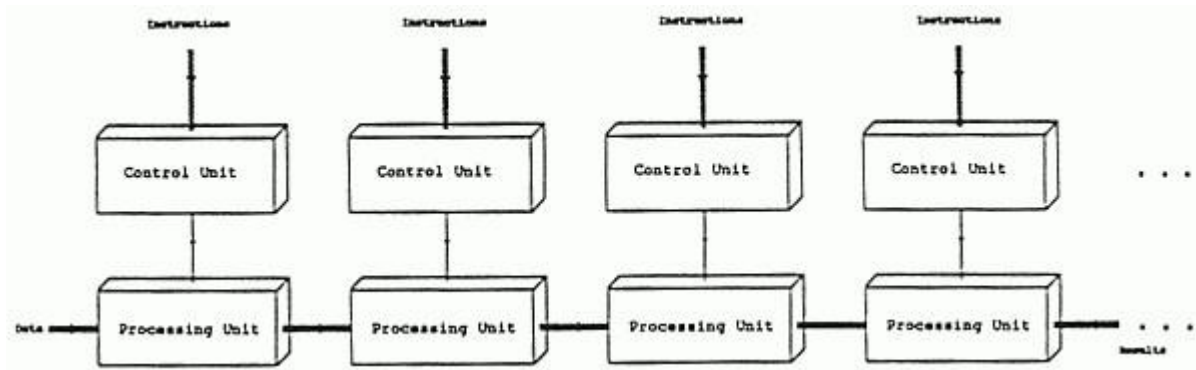 Instructions Instructions Instructions Instructions
Control Unit Control Unit Control Unit Control Unit
. . .
Data Processing Unit Processing Unit Processing Unit Processing Unit . . .
Results